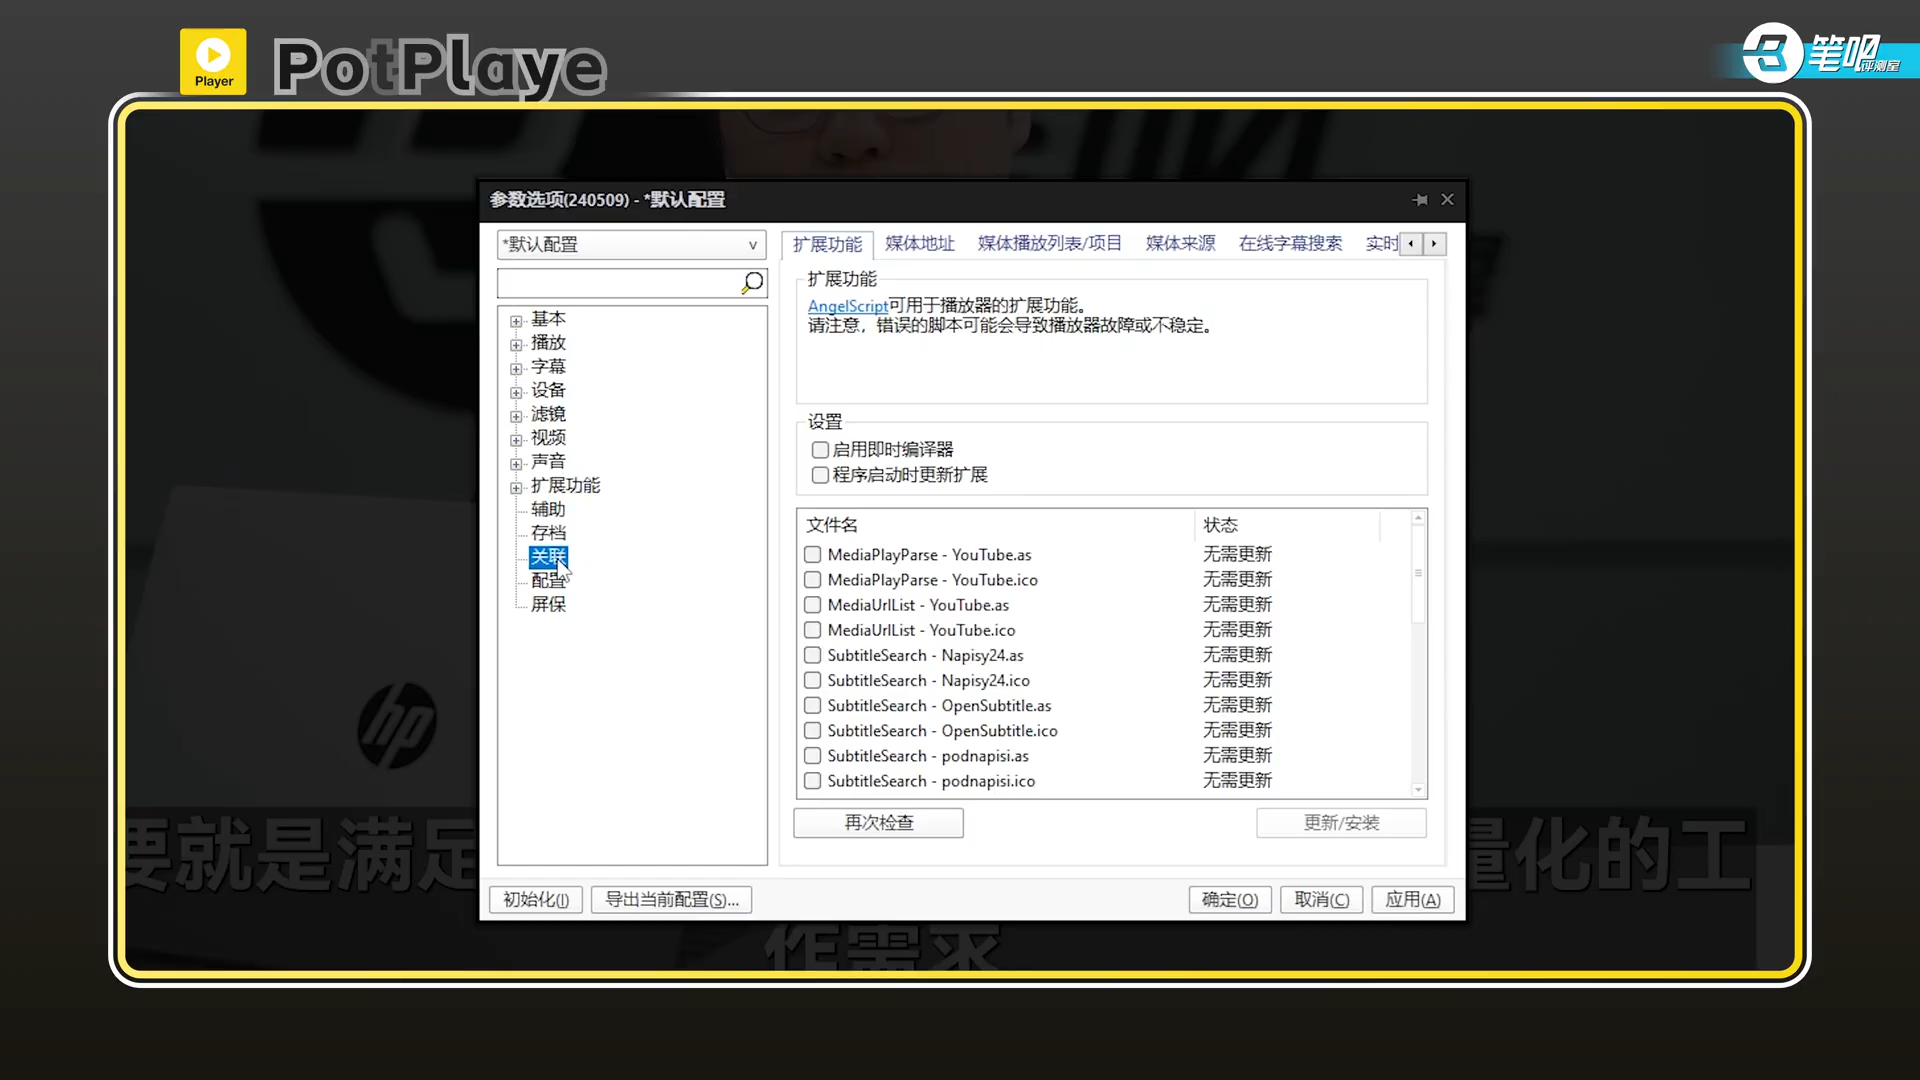 Player
PotPlaye
笔吧
评测室
参数选项(240509) - *默认配置
*默认配置
扩展功能 媒体地址 媒体播放列表/项目 媒体来源 在线字幕搜索 实时
基本
播放
字幕
设备
滤镜
视频
声音
扩展功能
辅助
存档
关联
配置
屏保
扩展功能
AngelScript可用于播放器的扩展功能。
请注意，错误的脚本可能会导致播放器故障或不稳定。
设置
启用即时编译器
程序启动时更新扩展
文件名 状态
MediaPlayParse - YouTube.as 无需更新
MediaPlayParse - YouTube.ico 无需更新
MediaUrlList - YouTube.as 无需更新
MediaUrlList - YouTube.ico 无需更新
SubtitleSearch - Napisy24.as 无需更新
SubtitleSearch - Napisy24.ico 无需更新
SubtitleSearch - OpenSubtitle.as 无需更新
SubtitleSearch - OpenSubtitle.ico 无需更新
SubtitleSearch - podnapisi.as 无需更新
SubtitleSearch - podnapisi.ico 无需更新
再次检查 更新/安装
初始化(I) 导出当前配置(S)... 确定(O) 取消(C) 应用(A)
hp
要就是满足 量化的工
作需求